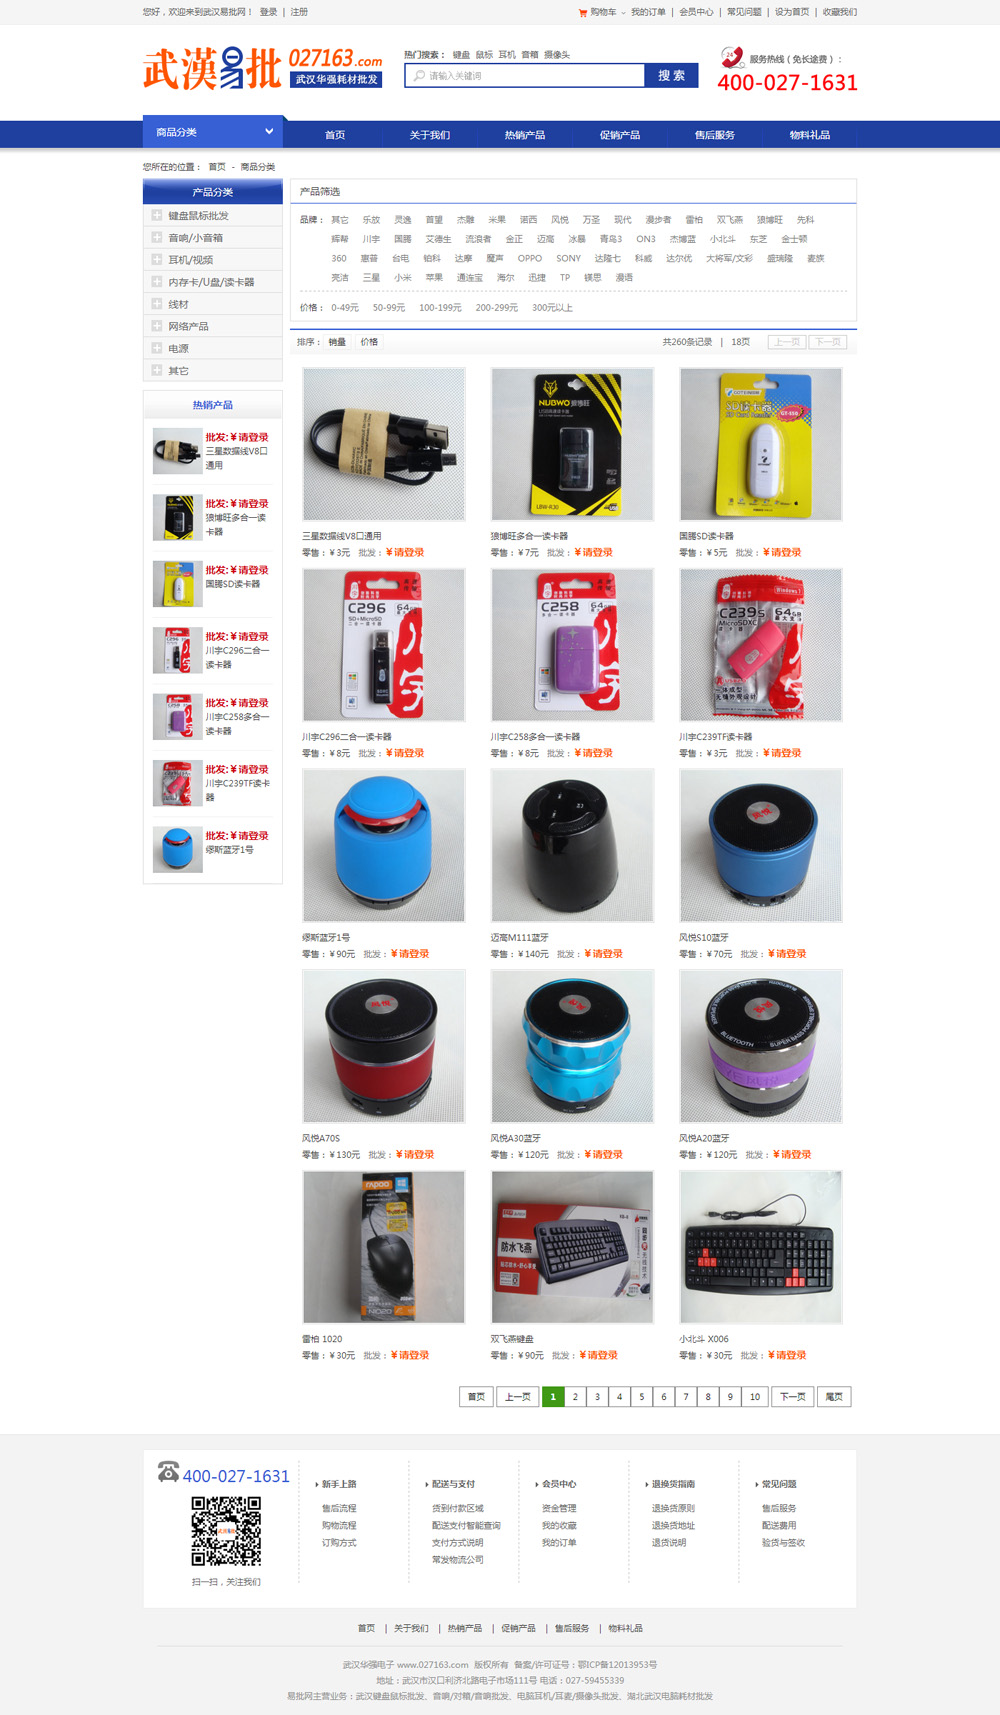 您好，欢迎来到武汉易批网！ 登录 | 注册
购物车 我的订单 | 会员中心 | 常见问题 | 设为首页 | 收藏我们
武漢易批 027163.com
武汉华强耗材批发
热门搜索： 键盘 鼠标 耳机 音箱 摄像头
请输入关键词 搜 索
服务热线（免长途费）：
400-027-1631
商品分类 首页 关于我们 热销产品 促销产品 售后服务 物料礼品
您所在的位置： 首页 - 商品分类
产品分类
键盘鼠标批发
音响/小音箱
耳机/视频
内存卡/U盘/读卡器
线材
网络产品
电源
其它
热销产品
批发:￥请登录
三星数据线V8口
通用
批发:￥请登录
狼博旺多合一读
卡器
批发:￥请登录
国腾SD读卡器
批发:￥请登录
川宇C296二合一
读卡器
批发:￥请登录
川宇C258多合一
读卡器
批发:￥请登录
川宇C239TF读卡
器
批发:￥请登录
缪斯蓝牙1号
产品筛选
品牌： 其它 乐放 灵逸 首望 杰雕 米果 诺西 风悦 万圣 现代 漫步者 雷柏 双飞燕 狼博旺 先科
辉帮 川宇 国腾 艾德生 流浪者 金正 迈高 冰暴 青鸟3 ON3 杰博蓝 小北斗 东芝 金士顿
360 惠普 台电 铂科 达摩 魔声 OPPO SONY 达隆七 科威 达尔优 大将军/文彩 盛瑞隆 麦族
亮洁 三星 小米 苹果 通连宝 海尔 迅捷 TP 镁思 漫语
价格： 0-49元 50-99元 100-199元 200-299元 300元以上
排序： 销量 价格
共260条记录 | 18页 上一页 下一页
三星数据线V8口通用
零售：￥3元 批发：￥请登录
狼博旺多合一读卡器
零售：￥7元 批发：￥请登录
国腾SD读卡器
零售：￥5元 批发：￥请登录
川宇C296二合一读卡器
零售：￥8元 批发：￥请登录
川宇C258多合一读卡器
零售：￥8元 批发：￥请登录
川宇C239TF读卡器
零售：￥3元 批发：￥请登录
缪斯蓝牙1号
零售：￥90元 批发：￥请登录
迈高M111蓝牙
零售：￥140元 批发：￥请登录
风悦S10蓝牙
零售：￥70元 批发：￥请登录
风悦A70S
零售：￥130元 批发：￥请登录
风悦A30蓝牙
零售：￥120元 批发：￥请登录
风悦A20蓝牙
零售：￥120元 批发：￥请登录
雷柏 1020
零售：￥30元 批发：￥请登录
双飞燕键盘
零售：￥90元 批发：￥请登录
小北斗 X006
零售：￥30元 批发：￥请登录
首页 上一页 1 2 3 4 5 6 7 8 9 10 下一页 尾页
400-027-1631
扫一扫，关注我们
新手上路
售后流程
购物流程
订购方式
配送与支付
货到付款区域
配送支付智能查询
支付方式说明
常发物流公司
会员中心
资金管理
我的收藏
我的订单
退换货指南
退换货原则
退换货地址
退货说明
常见问题
售后服务
配送费用
验货与签收
首页 | 关于我们 | 热销产品 | 促销产品 | 售后服务 | 物料礼品
武汉华强电子 www.027163.com 版权所有 备案/许可证号：鄂ICP备12013953号
地址：武汉市汉口利济北路电子市场111号 电话：027-59455339
易批网主营业务：武汉键盘鼠标批发、音响/对箱/音响批发、电脑耳机/耳麦/摄像头批发、湖北武汉电脑耗材批发